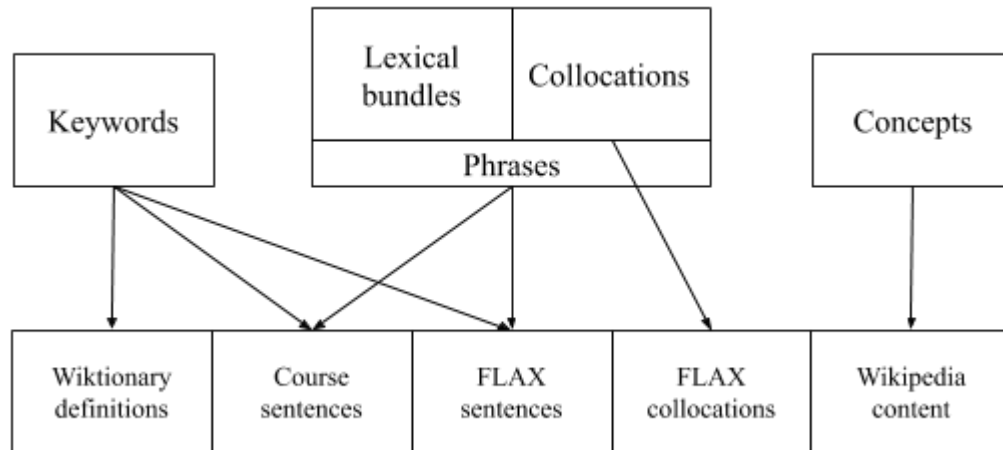 Lexical
bundles
Collocations
Keywords
Concepts
Phrases
Wiktionary
definitions
Course
sentences
FLAX
sentences
FLAX
collocations
Wikipedia
content